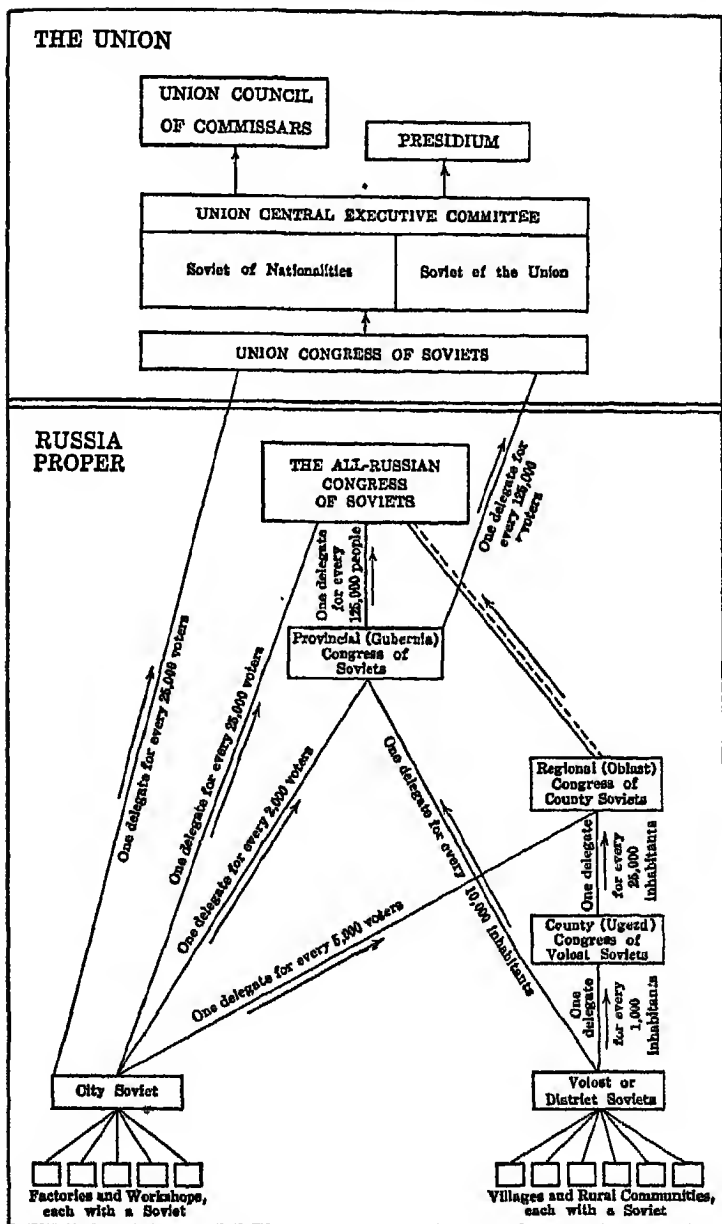 THE UNION
UNION COUNCIL
OF COMMISSARS
PRESIDIUM
UNION CENTRAL EXECUTIVE COMMITTEE
Soviet of Nationalities
Soviet of the Union
UNION CONGRESS OF SOVIETS
RUSSIA
PROPER
THE ALL-RUSSIAN
CONGRESS
OF SOVIETS
One delegate for
every 125,000
voters
One delegate
for every
125,000 people
Provincial (Gubernia)
Congress of
Soviets
One delegate for every 25,000 voters
One delegate for every 25,000 voters
One delegate for every 2,000 voters
One delegate for every 10,000 inhabitants
One delegate for every 5,000 voters
Regional (Oblast)
Congress of
County Soviets
One delegate
for every
25,000
inhabitants
County (Ugezd)
Congress of
Volost Soviets
One
delegate
for every
1,000
inhabitants
City Soviet
Volost or
District Soviets
Factories and Workshops,
each with a Soviet
Villages and Rural Communities,
each with a Soviet